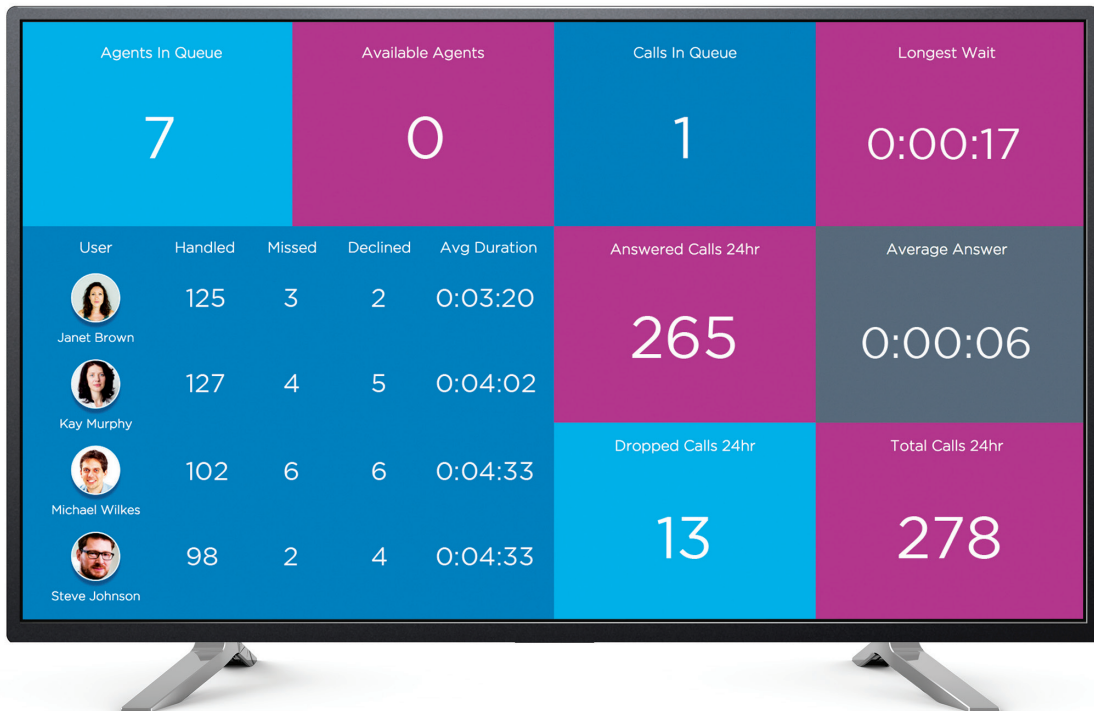 Agents In Queue
7
Available Agents
0
Calls In Queue
1
Longest Wait
0:00:17
User Handled Missed Declined Avg Duration
125 3 2 0:03:20
Janet Brown
127 4 5 0:04:02
Kay Murphy
102 6 6 0:04:33
Michael Wilkes
98 2 4 0:04:33
Steve Johnson
Answered Calls 24hr
265
Average Answer
0:00:06
Dropped Calls 24hr
13
Total Calls 24hr
278